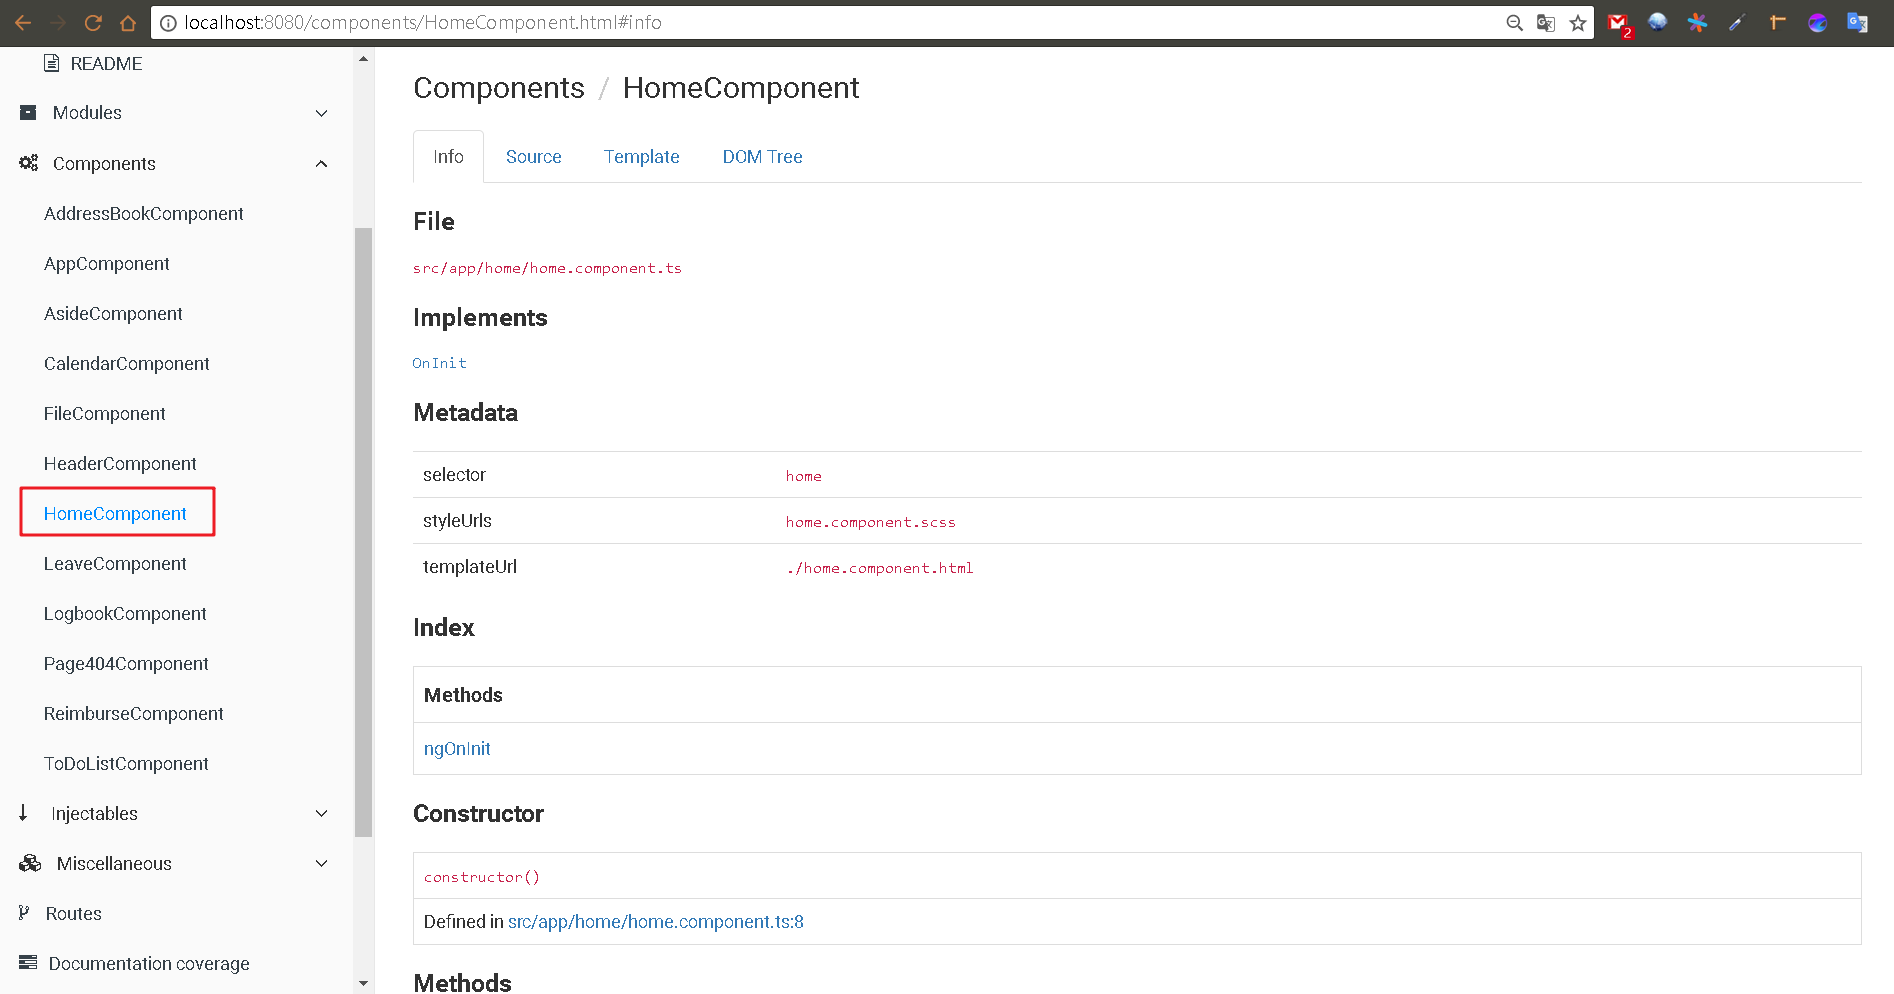 localhost:8080/components/HomeComponent.html#info
2
README
Modules
Components
AddressBookComponent
AppComponent
AsideComponent
CalendarComponent
FileComponent
HeaderComponent
HomeComponent
LeaveComponent
LogbookComponent
Page404Component
ReimburseComponent
ToDoListComponent
Injectables
Miscellaneous
Routes
Documentation coverage
Components / HomeComponent
Info Source Template DOM Tree
File
src/app/home/home.component.ts
Implements
OnInit
Metadata
selector home
styleUrls home.component.scss
templateUrl ./home.component.html
Index
Methods
ngOnInit
Constructor
constructor()
Defined in src/app/home/home.component.ts:8
Methods